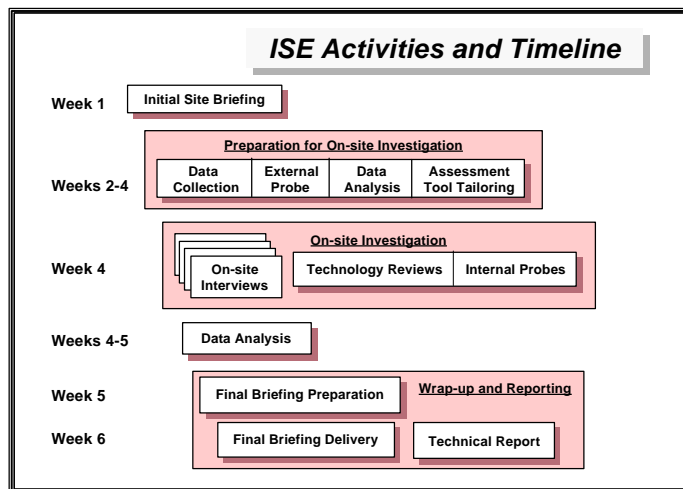 ISE Activities and Timeline
Week 1
Initial Site Briefing
Preparation for On-site Investigation
Weeks 2-4
Data
Collection
External
Probe
Data
Analysis
Assessment
Tool Tailoring
On-site Investigation
Week 4
On-site
Interviews
Technology Reviews
Internal Probes
Weeks 4-5
Data Analysis
Week 5
Final Briefing Preparation
Wrap-up and Reporting
Week 6
Final Briefing Delivery
Technical Report